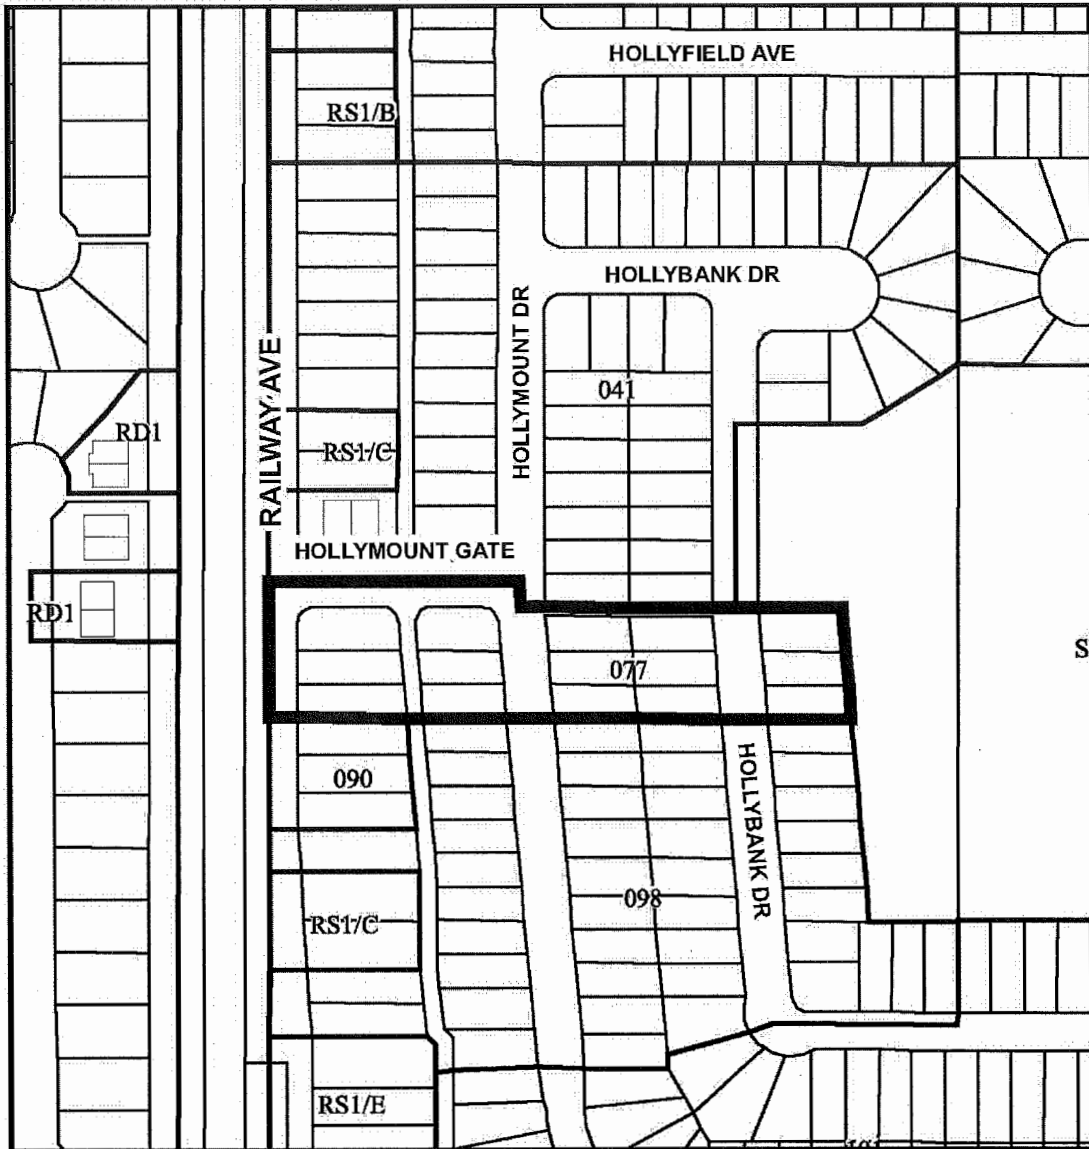 HOLLYFIELD AVE
RS1/B
HOLLYBANK DR
HOLLYMOUNT DR
RAILWAY AVE
041
RD1
RS1/C
HOLLYMOUNT GATE
RD1
S
077
HOLLYBANK DR
090
098
RS1/C
RS1/E